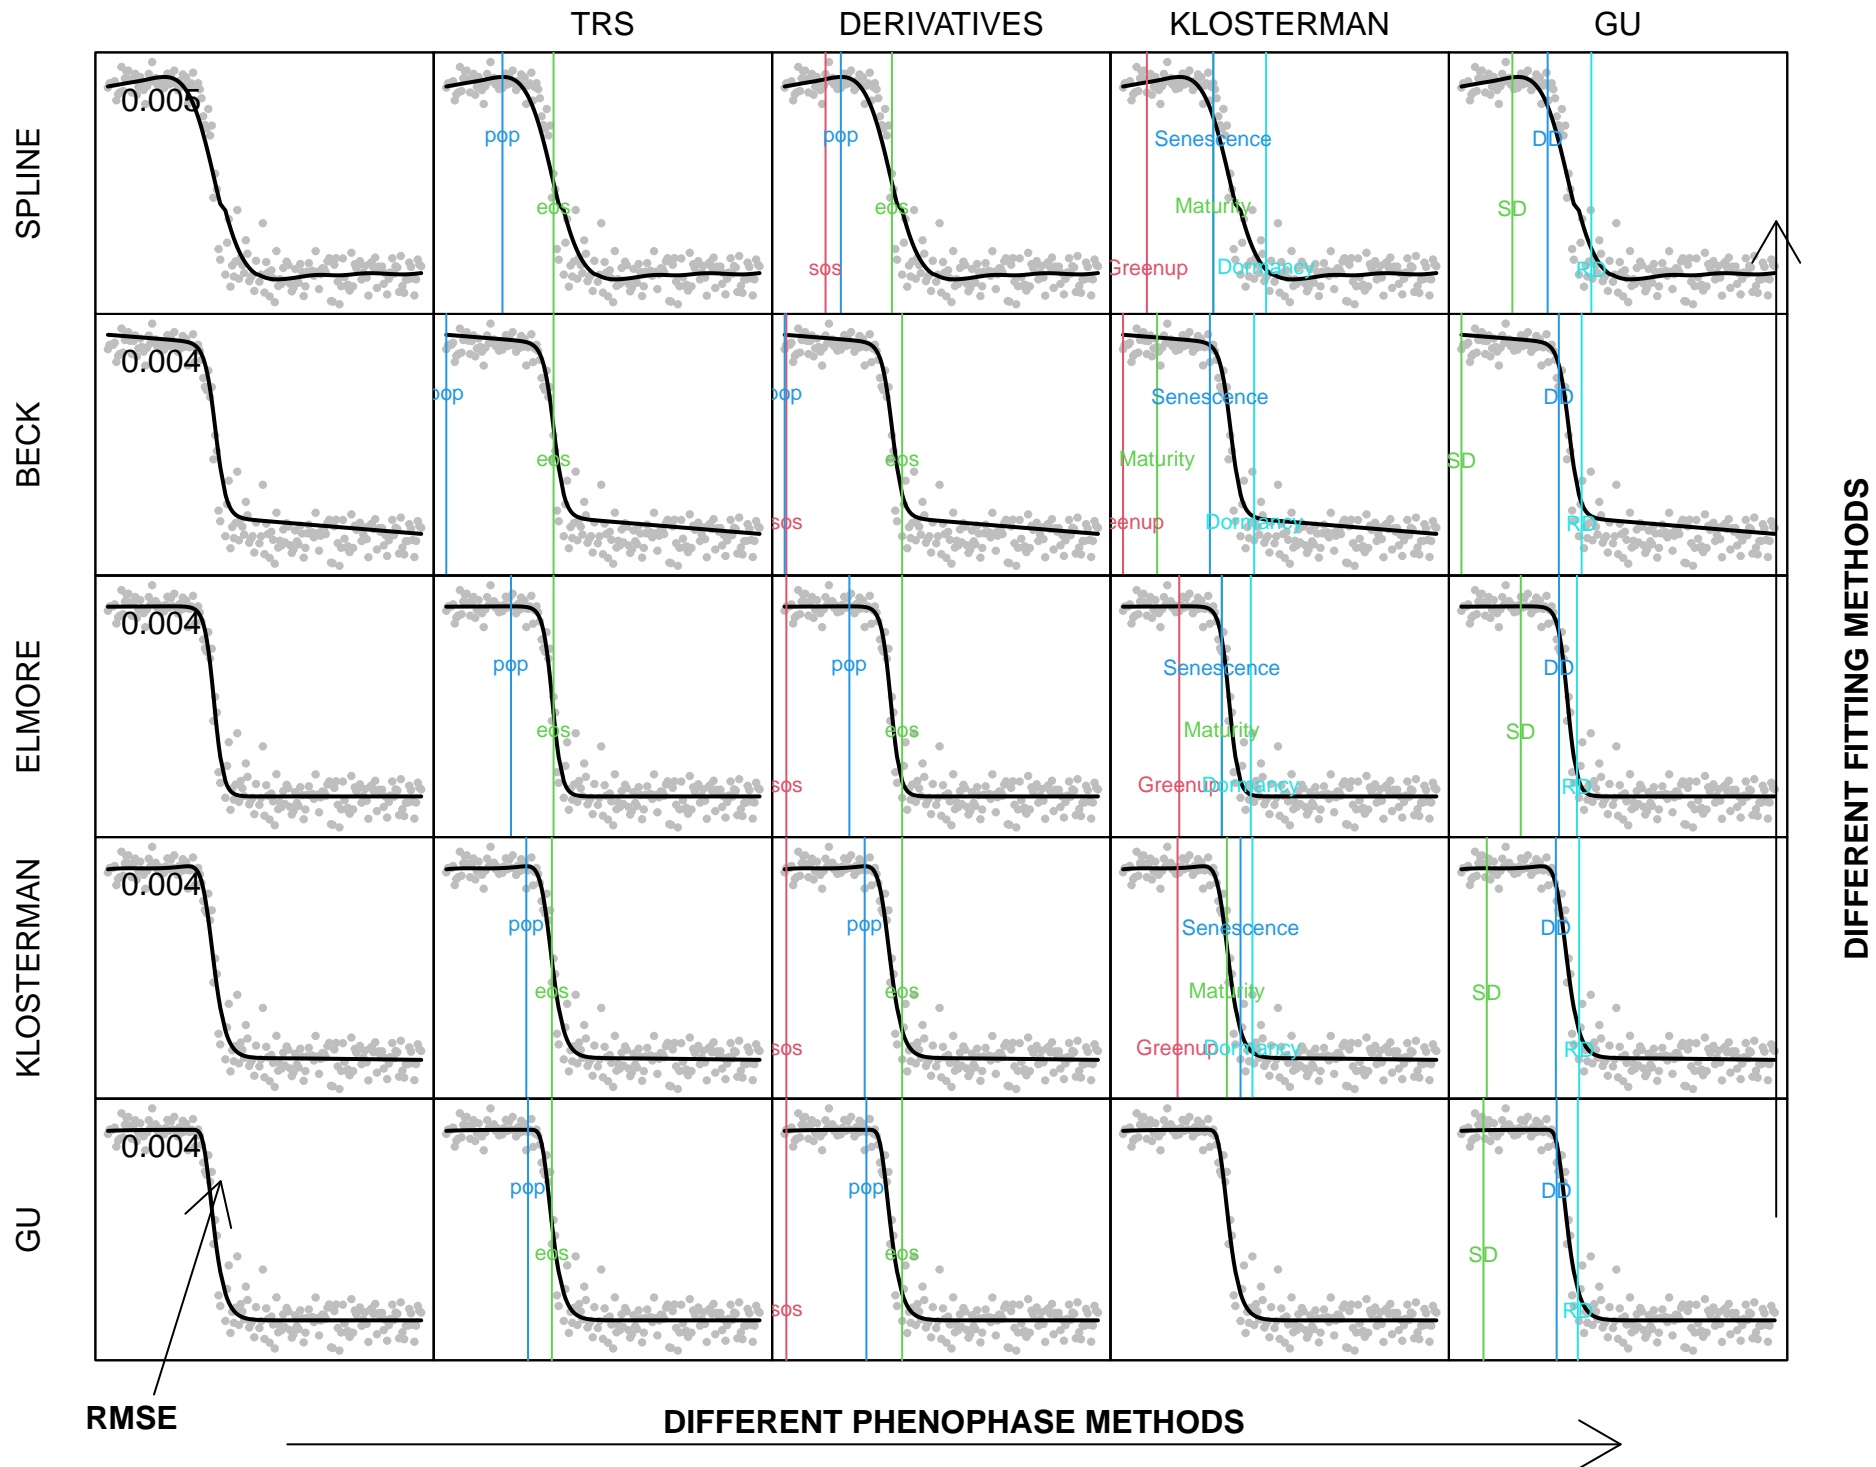 TRS DERIVATIVES KLOSTERMAN GU
SPLINE
0.005
pop
eos
pop
eos
sos
Senescence
Maturity
Greenup
Dormancy
DD
SD
RD
BECK
0.004
pop
eos
pop
eos
sos
Senescence
Maturity
eenup
Dormancy
DD
SD
RD
ELMORE
0.004
pop
eos
pop
eos
sos
Senescence
Maturity
Greenup
Dormancy
DD
SD
RD
KLOSTERMAN
0.004
pop
eos
pop
eos
sos
Senescence
Maturity
Greenup
Dormancy
DD
SD
RD
GU
0.004
pop
eos
pop
eos
sos
DD
SD
RD
DIFFERENT FITTING METHODS
RMSE
DIFFERENT PHENOPHASE METHODS